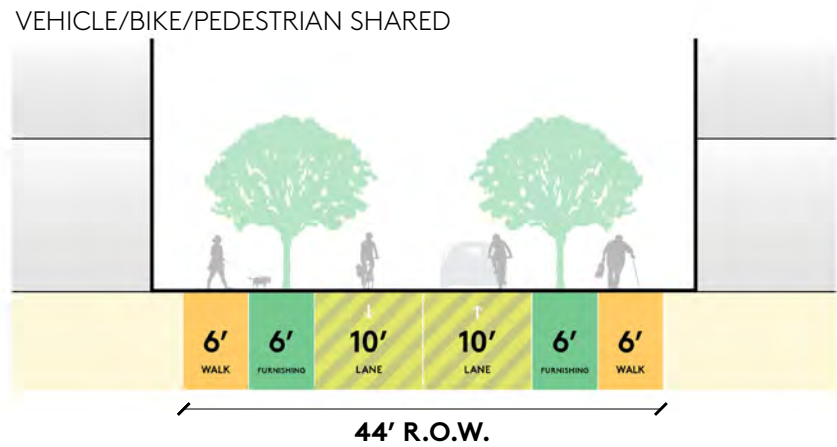 VEHICLE/BIKE/PEDESTRIAN SHARED
6′ 6′ 10′ 10′ 6′ 6′
WALK FURNISHING LANE LANE FURNISHING WALK
44′ R.O.W.